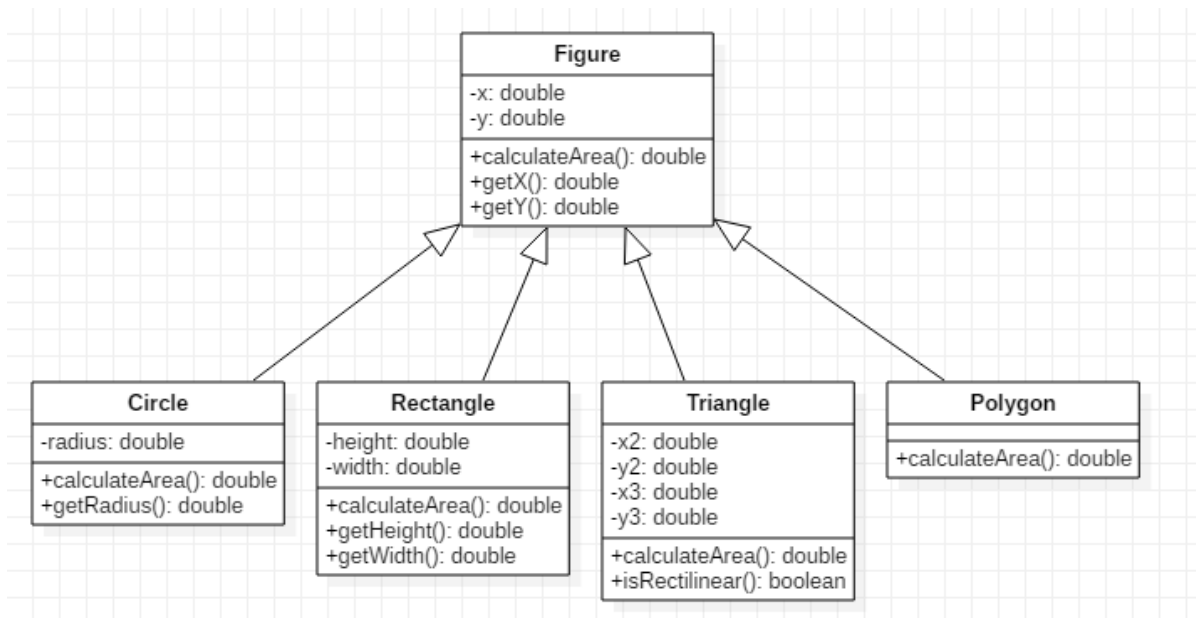 Figure
-x: double
-y: double
+calculateArea(): double
+getX(): double
+getY(): double
Circle
-radius: double
+calculateArea(): double
+getRadius(): double
Rectangle
-height: double
-width: double
+calculateArea(): double
+getHeight(): double
+getWidth(): double
Triangle
-x2: double
-y2: double
-x3: double
-y3: double
+calculateArea(): double
+isRectilinear(): boolean
Polygon
+calculateArea(): double